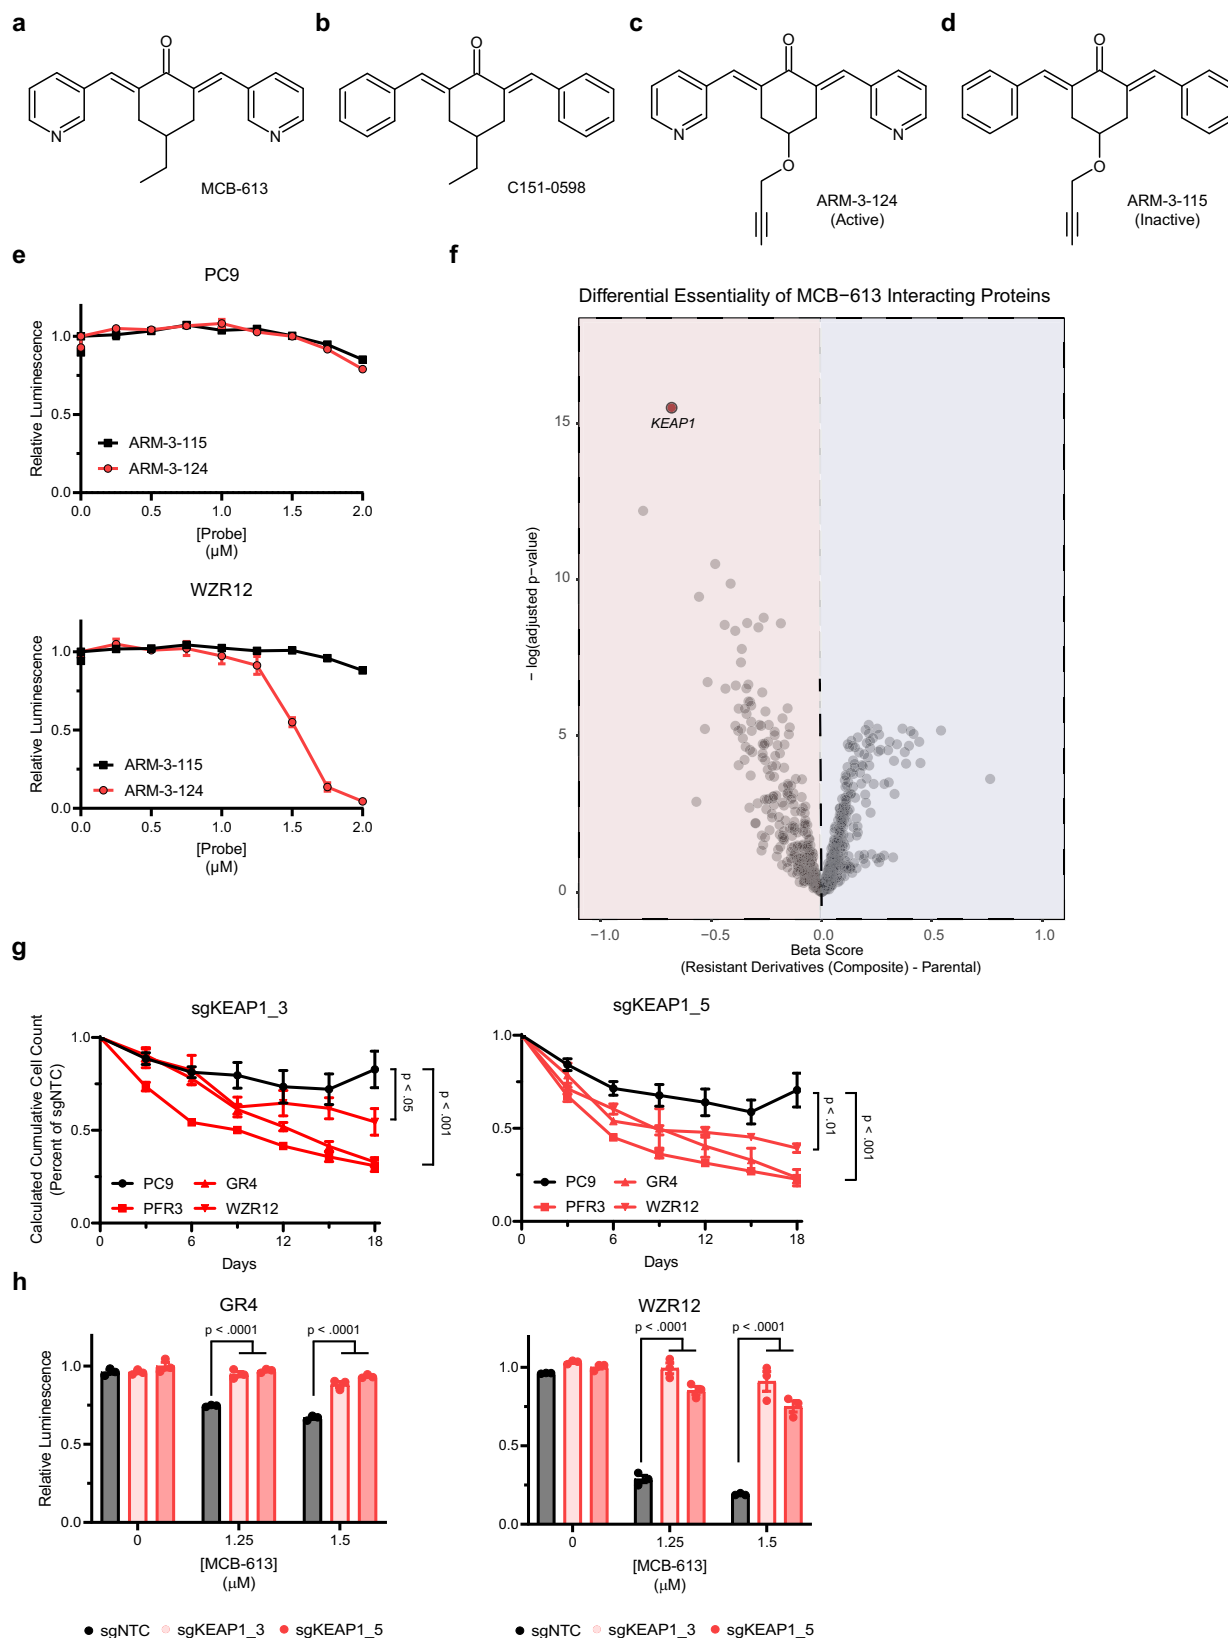 a
b
c
d
O
N
N
MCB-613
O
C151-0598
O
N
N
O
ARM-3-124
(Active)
O
O
ARM-3-115
(Inactive)
e
PC9
Relative Luminescence
1.0
0.5
0.0
ARM-3-115
ARM-3-124
0.0 0.5 1.0 1.5 2.0
[Probe]
(µM)
WZR12
Relative Luminescence
1.0
0.5
0.0
ARM-3-115
ARM-3-124
0.0 0.5 1.0 1.5 2.0
[Probe]
(µM)
f
Differential Essentiality of MCB−613 Interacting Proteins
− log(adjusted p−value)
15
10
5
0
KEAP1
−1.0 −0.5 0.0 0.5 1.0
Beta Score
(Resistant Derivatives (Composite) - Parental)
g
sgKEAP1_3
Calculated Cumulative Cell Count
(Percent of sgNTC)
1.0
0.5
0.0
p < .05
p < .001
PC9 GR4
PFR3 WZR12
0 6 12 18
Days
sgKEAP1_5
1.0
0.5
0.0
p < .01
p < .001
PC9 GR4
PFR3 WZR12
0 6 12 18
Days
h
GR4
Relative Luminescence
1.0
0.5
0.0
p < .0001 p < .0001
0 1.25 1.5
[MCB-613]
(µM)
WZR12
1.0
0.5
0.0
p < .0001 p < .0001
0 1.25 1.5
[MCB-613]
(µM)
sgNTC sgKEAP1_3 sgKEAP1_5
sgNTC sgKEAP1_3 sgKEAP1_5